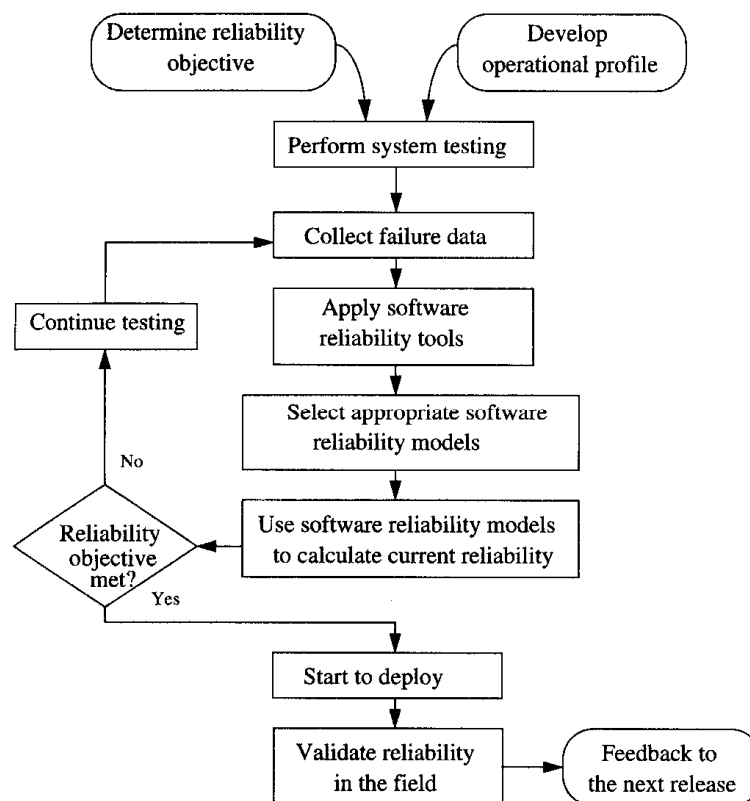 Determine reliability
objective
Develop
operational profile
Perform system testing
Collect failure data
Continue testing
Apply software
reliability tools
Select appropriate software
reliability models
No
Use software reliability models
to calculate current reliability
Reliability
objective
met?
Yes
Start to deploy
Validate reliability
in the field
Feedback to
the next release